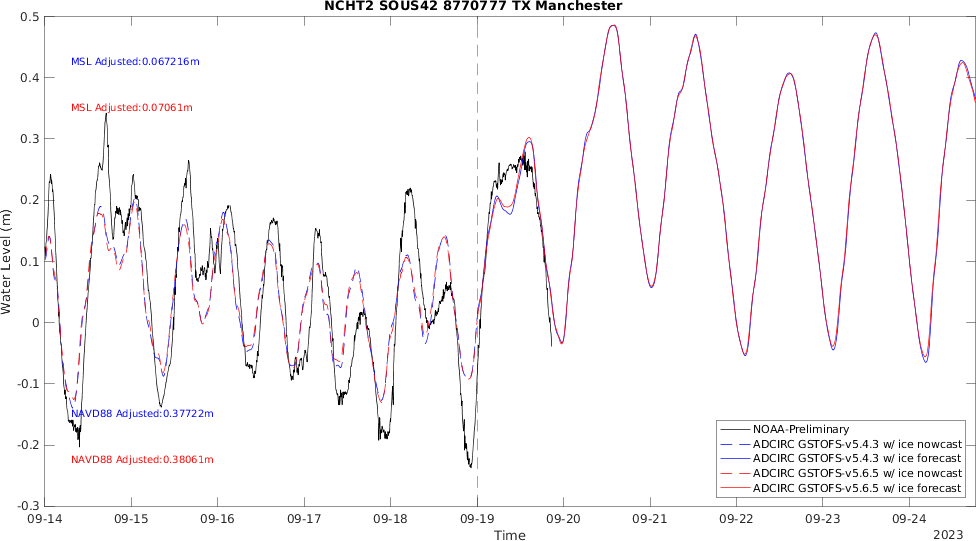 NCHT2 SOUS42 8770777 TX Manchester
0.5
0.4
0.3
0.2
0.1
0
-0.1
-0.2
-0.3
Water Level (m)
MSL Adjusted:0.067216m
MSL Adjusted:0.07061m
NAVD88 Adjusted:0.37722m
NAVD88 Adjusted:0.38061m
NOAA-Preliminary
ADCIRC GSTOFS-v5.4.3 w/ ice nowcast
ADCIRC GSTOFS-v5.4.3 w/ ice forecast
ADCIRC GSTOFS-v5.6.5 w/ ice nowcast
ADCIRC GSTOFS-v5.6.5 w/ ice forecast
09-14 09-15 09-16 09-17 09-18 09-19 09-20 09-21 09-22 09-23 09-24
Time
2023